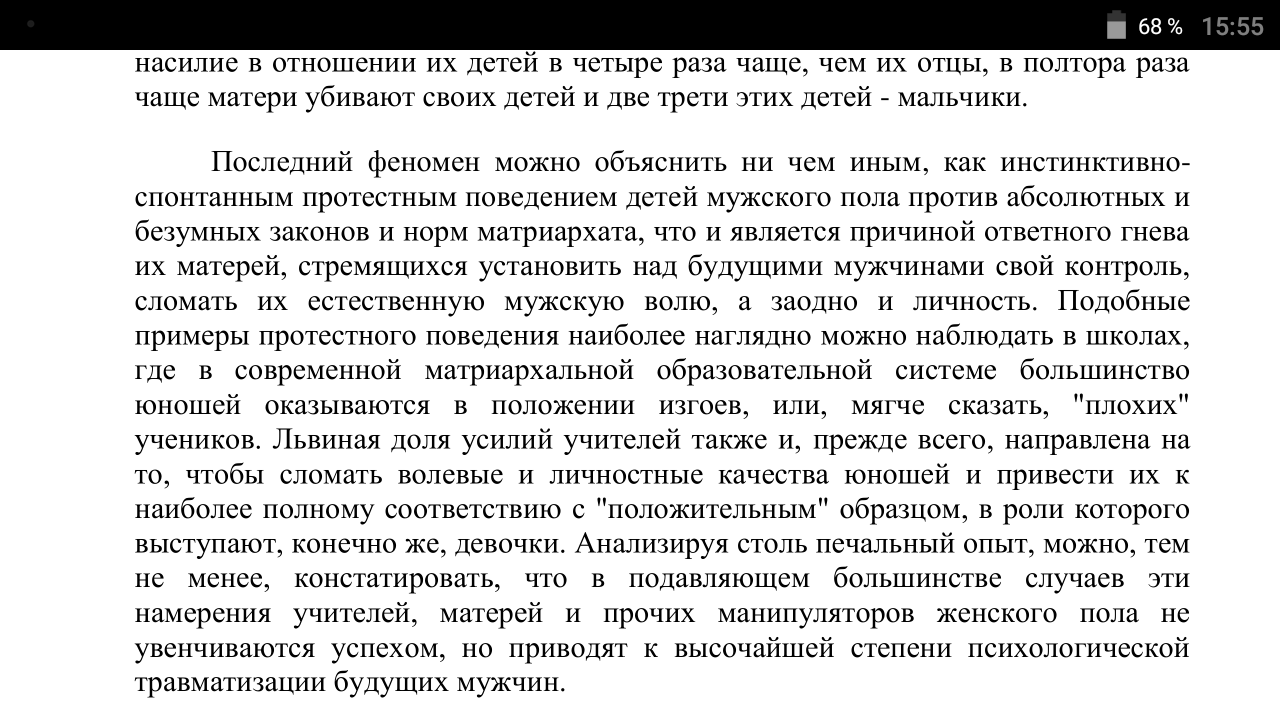 68 % 15:55
насилие в отношении их детей в четыре раза чаще, чем их отцы, в полтора раза
чаще матери убивают своих детей и две трети этих детей - мальчики.
Последний феномен можно объяснить ни чем иным, как инстинктивно-
спонтанным протестным поведением детей мужского пола против абсолютных и
безумных законов и норм матриархата, что и является причиной ответного гнева
их матерей, стремящихся установить над будущими мужчинами свой контроль,
сломать их естественную мужскую волю, а заодно и личность. Подобные
примеры протестного поведения наиболее наглядно можно наблюдать в школах,
где в современной матриархальной образовательной системе большинство
юношей оказываются в положении изгоев, или, мягче сказать, "плохих"
учеников. Львиная доля усилий учителей также и, прежде всего, направлена на
то, чтобы сломать волевые и личностные качества юношей и привести их к
наиболее полному соответствию с "положительным" образцом, в роли которого
выступают, конечно же, девочки. Анализируя столь печальный опыт, можно, тем
не менее, констатировать, что в подавляющем большинстве случаев эти
намерения учителей, матерей и прочих манипуляторов женского пола не
увенчиваются успехом, но приводят к высочайшей степени психологической
травматизации будущих мужчин.